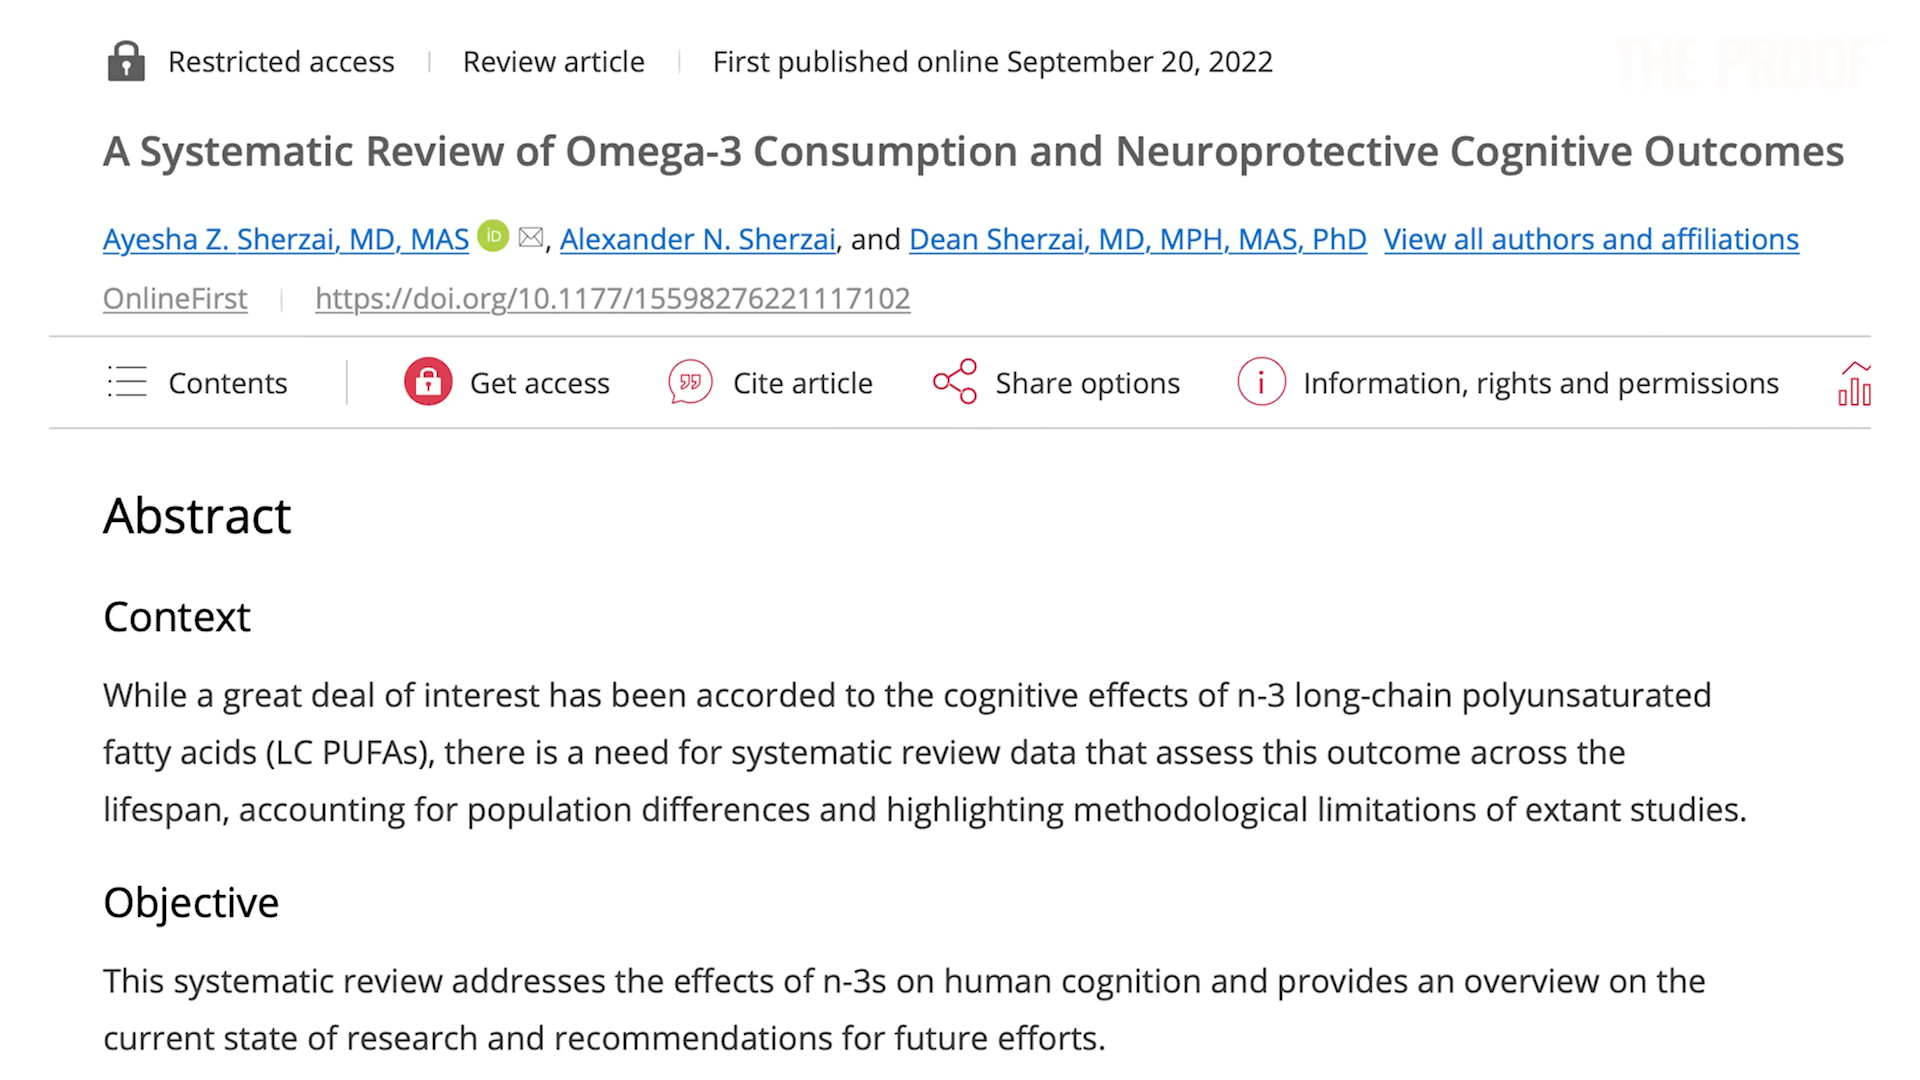 Restricted access | Review article | First published online September 20, 2022
THE PROOF
A Systematic Review of Omega-3 Consumption and Neuroprotective Cognitive Outcomes
Ayesha Z. Sherzai, MD, MAS iD , Alexander N. Sherzai, and Dean Sherzai, MD, MPH, MAS, PhD View all authors and affiliations
OnlineFirst | https://doi.org/10.1177/15598276221117102
Contents | Get access Cite article Share options Information, rights and permissions
Abstract
Context
While a great deal of interest has been accorded to the cognitive effects of n-3 long-chain polyunsaturated
fatty acids (LC PUFAs), there is a need for systematic review data that assess this outcome across the
lifespan, accounting for population differences and highlighting methodological limitations of extant studies.
Objective
This systematic review addresses the effects of n-3s on human cognition and provides an overview on the
current state of research and recommendations for future efforts.